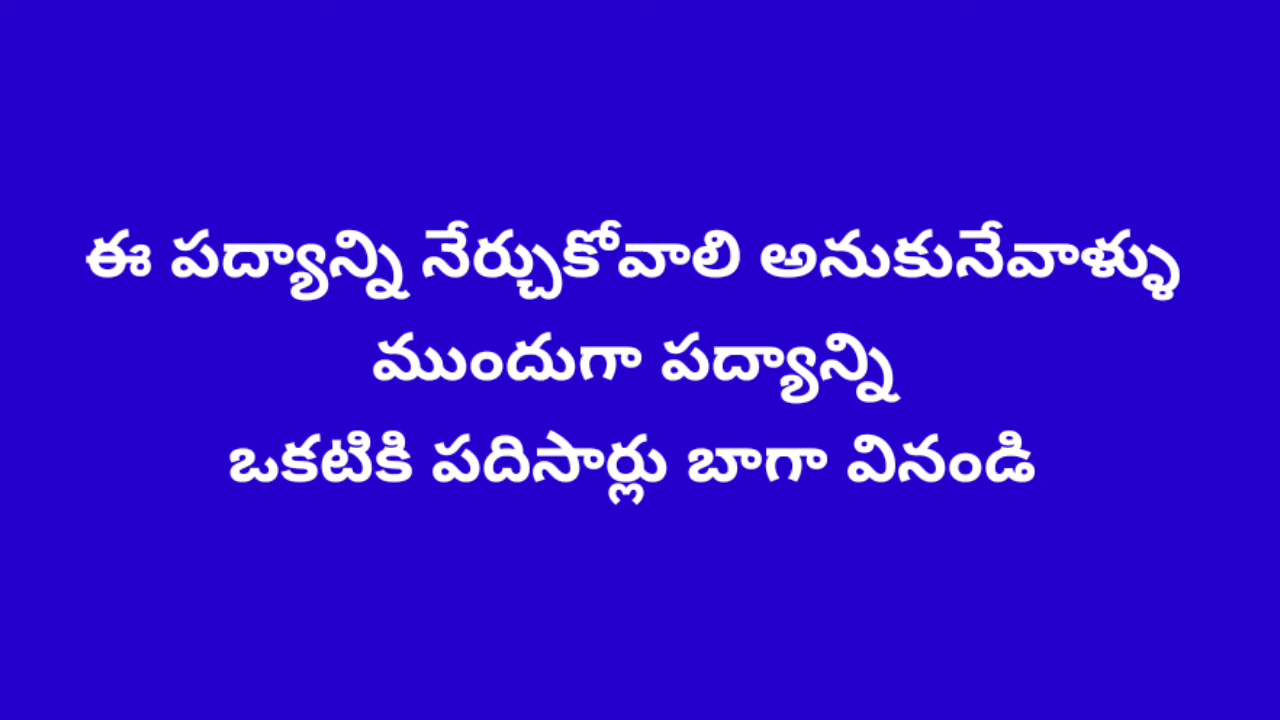 ఈ పద్యాన్ని నేర్చుకోవాలి అనుకునేవాళ్ళు
ముందుగా పద్యాన్ని
ఒకటికి పదిసార్లు బాగా వినండి